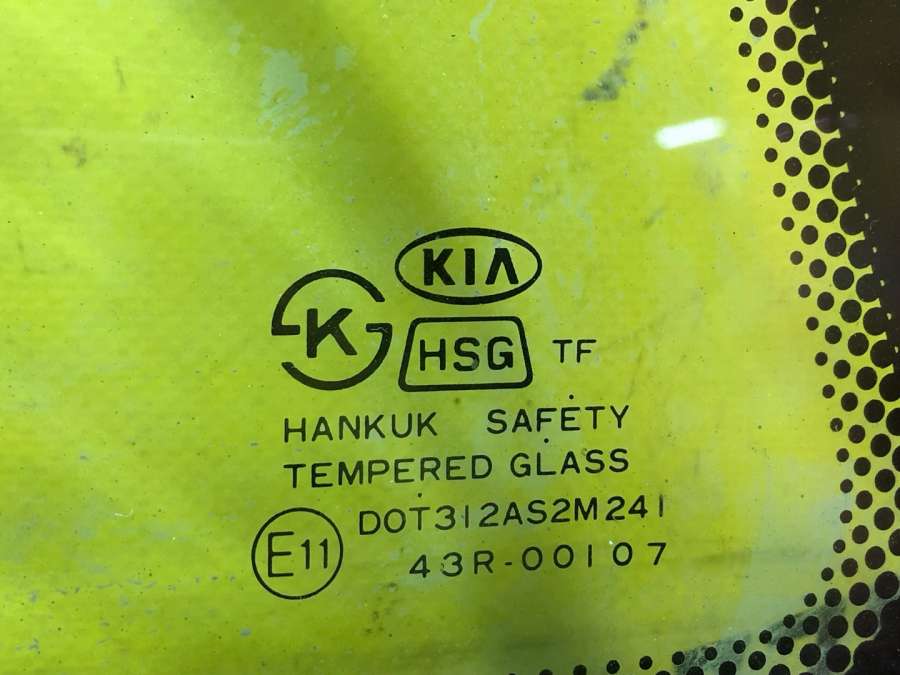 KIA
K
HSG TF
HANKUK SAFETY
TEMPERED GLASS
DOT312AS2M241
E11
43R-00107